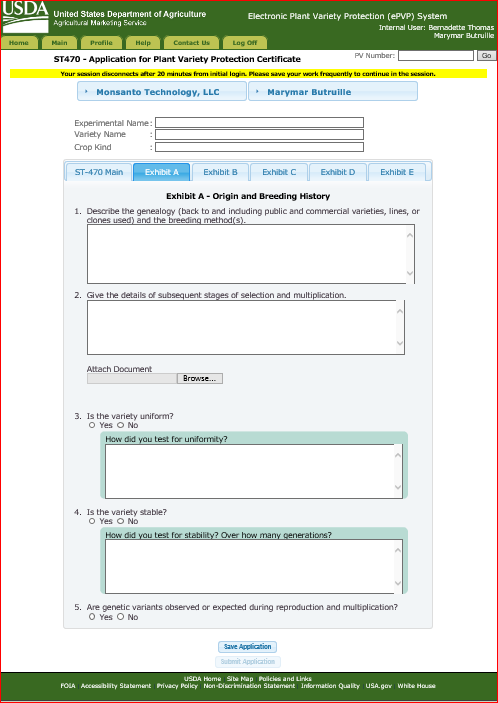 USDA
United States Department of Agriculture
Agricultural Marketing Service
Electronic Plant Variety Protection (ePVP) System
Internal User: Bernadette Thomas
Marymar Butruille
Home Main Profile Help Contact Us Log Off
ST470 - Application for Plant Variety Protection Certificate
PV Number: Go
Your session disconnects after 20 minutes from initial login. Please save your work frequently to continue in the session.
Monsanto Technology, LLC Marymar Butruille
Experimental Name :
Variety Name :
Crop Kind :
ST-470 Main Exhibit A Exhibit B Exhibit C Exhibit D Exhibit E
Exhibit A - Origin and Breeding History
1. Describe the genealogy (back to and including public and commercial varieties, lines, or
clones used) and the breeding method(s).
2. Give the details of subsequent stages of selection and multiplication.
Attach Document
Browse...
3. Is the variety uniform?
Yes No
How did you test for uniformity?
4. Is the variety stable?
Yes No
How did you test for stability? Over how many generations?
5. Are genetic variants observed or expected during reproduction and multiplication?
Yes No
Save Application
Submit Application
USDA Home Site Map Policies and Links
FOIA Accessibility Statement Privacy Policy Non-Discrimination Statement Information Quality USA.gov White House